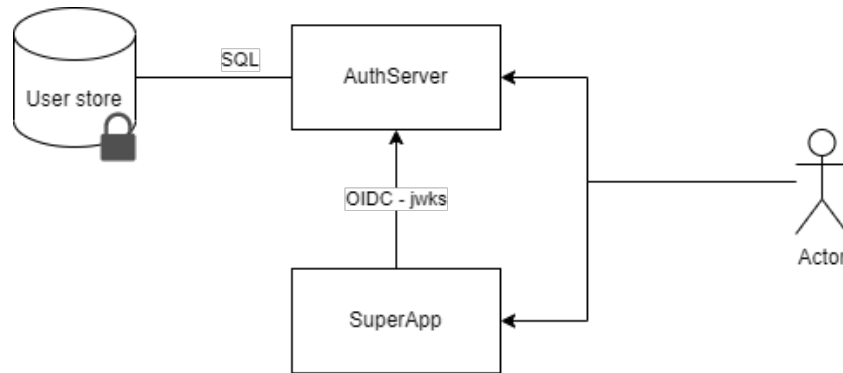 SQL
AuthServer
User store
OIDC - jwks
Actor
SuperApp